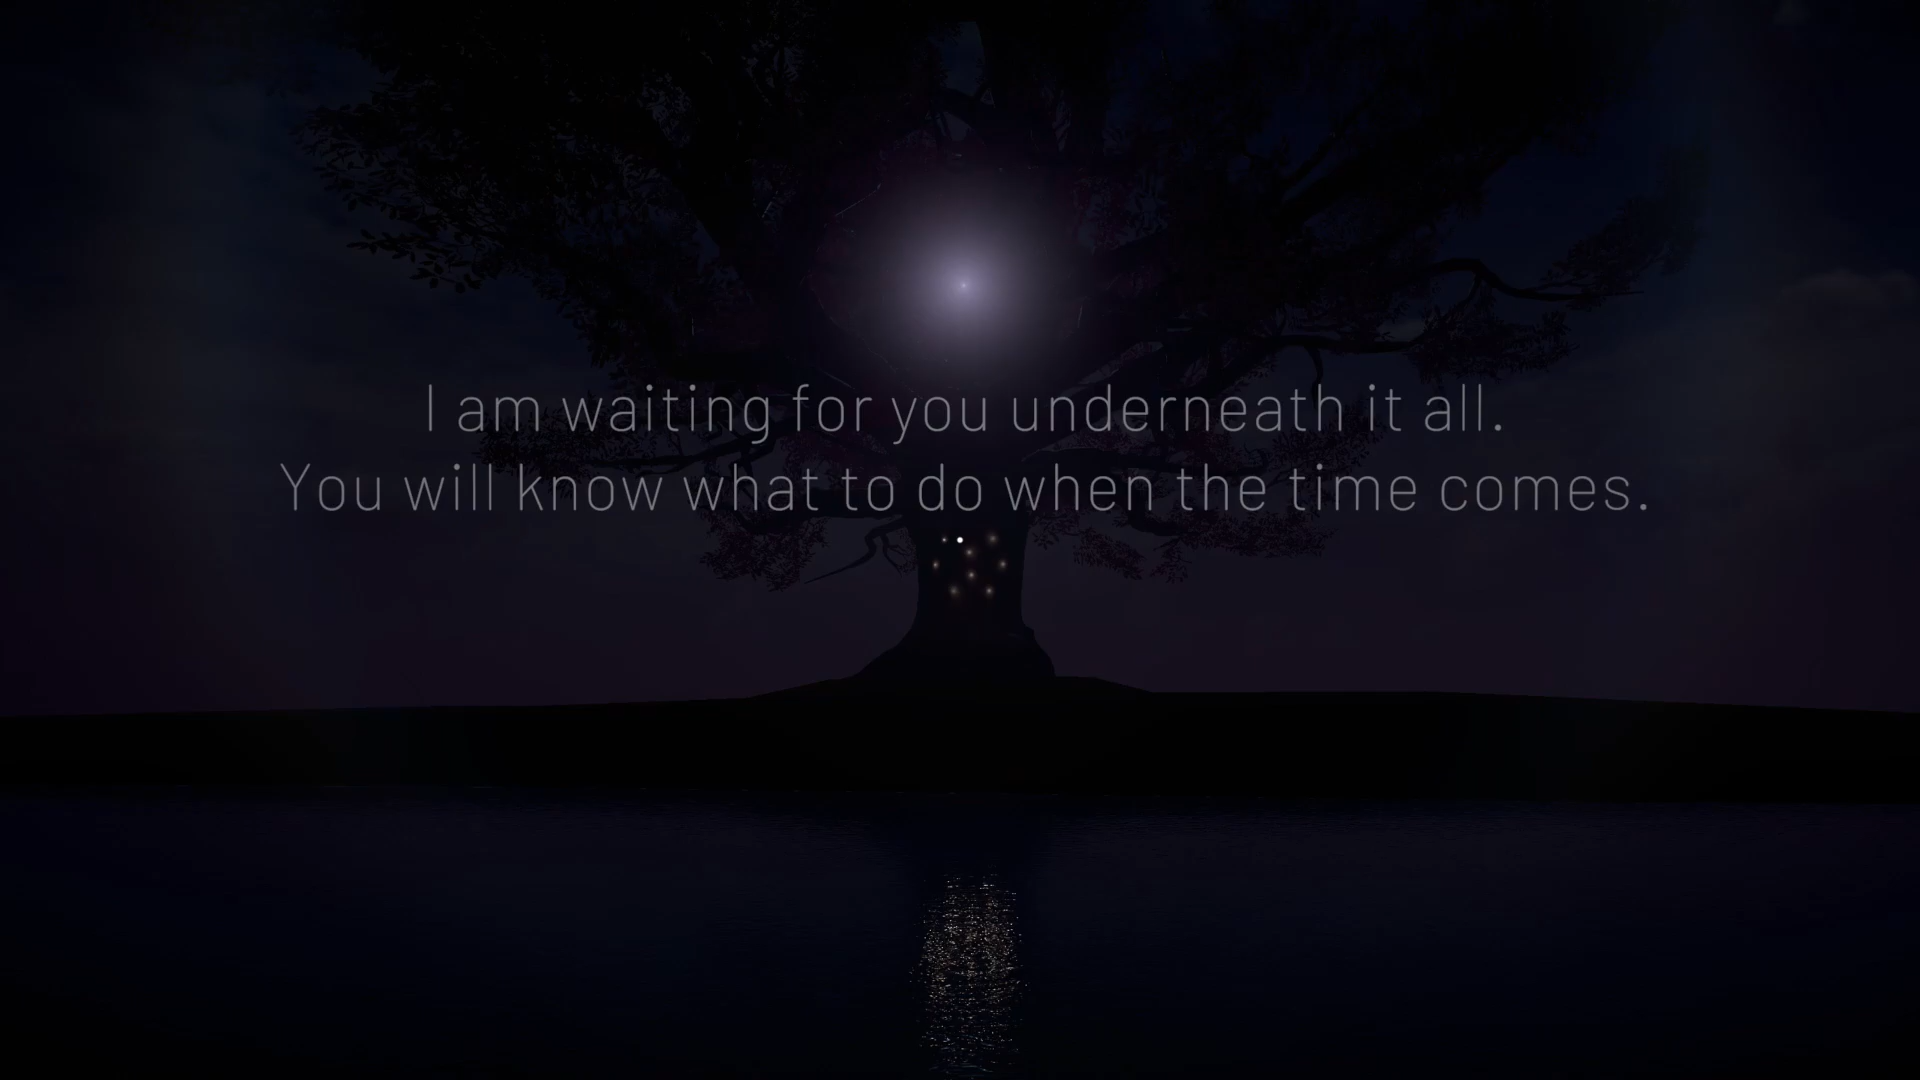 I am waiting for you underneath it all.
You will know what to do when the time comes.